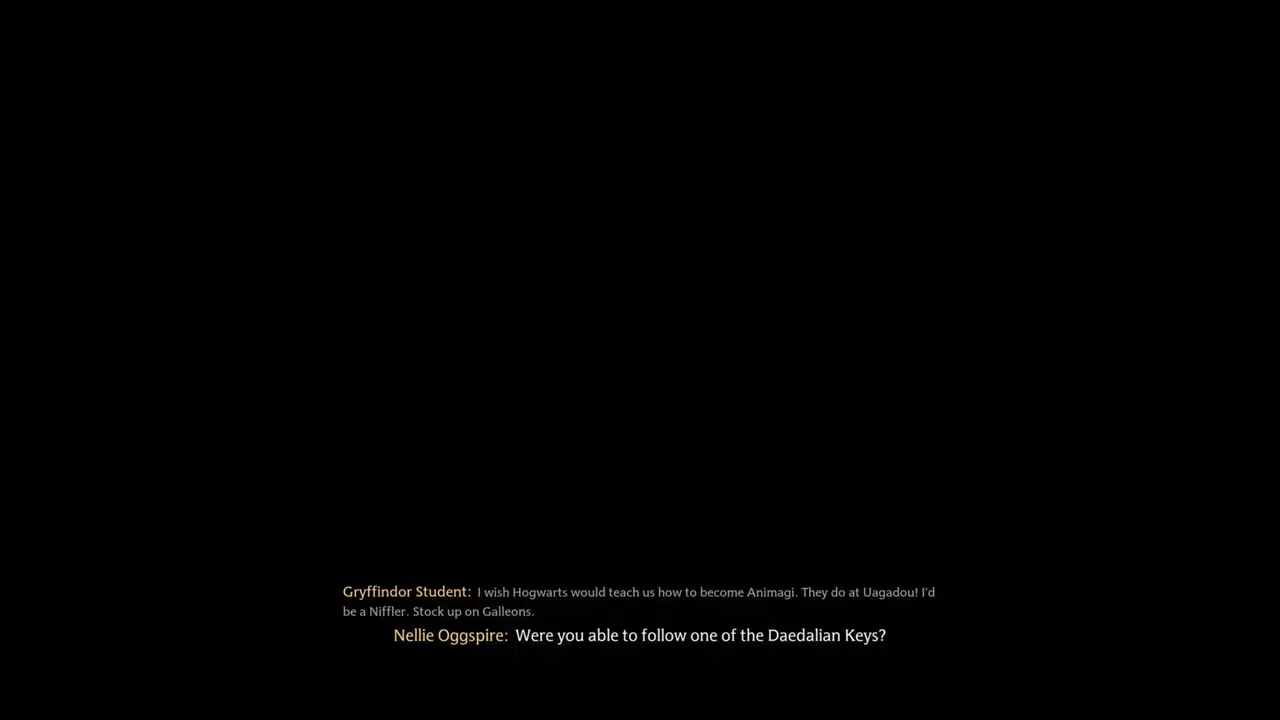 Gryffindor Student: I wish Hogwarts would teach us how to become Animagi. They do at Uagadou! I'd
be a Niffler. Stock up on Galleons.
Nellie Oggspire: Were you able to follow one of the Daedalian Keys?